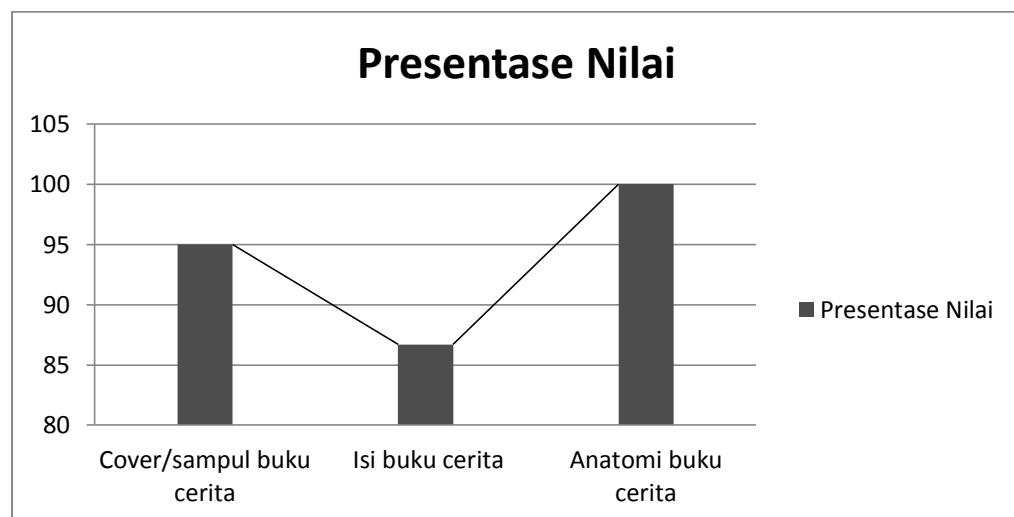 Presentase Nilai
105
100
95
90
85
80
Cover/sampul buku
cerita
Isi buku cerita
Anatomi buku
cerita
Presentase Nilai